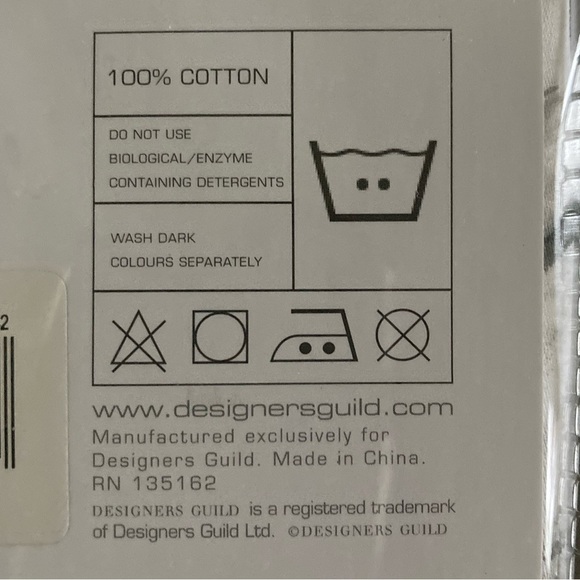 100% COTTON
DO NOT USE
BIOLOGICAL/ENZYME
CONTAINING DETERGENTS
WASH DARK
COLOURS SEPARATELY
2
www.designersguild.com
Manufactured exclusively for
Designers Guild. Made in China.
RN 135162
DESIGNERS GUILD is a registered trademark
of Designers Guild Ltd. ©DESIGNERS GUILD